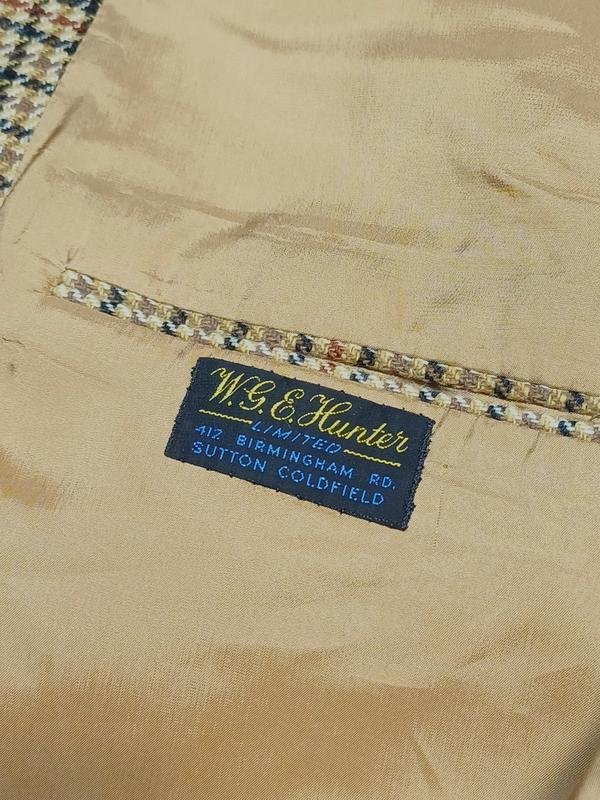 W.G.E.Hunter
LIMITED
412 BIRMINGHAM RD.
SUTTON COLDFIELD